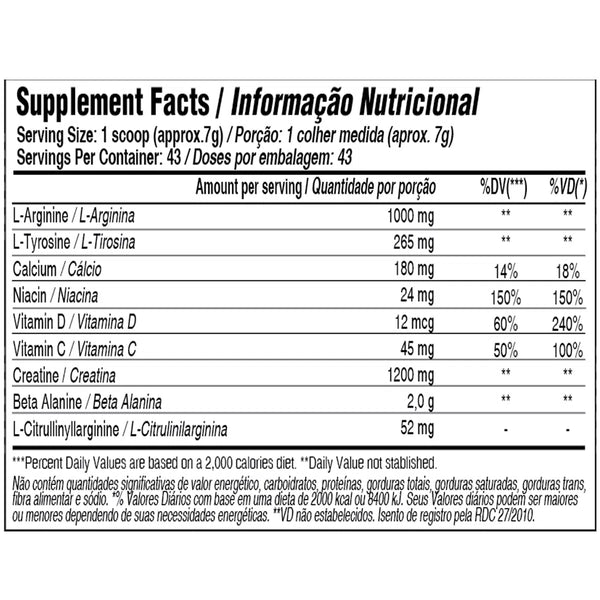 Supplement Facts / Informação Nutricional
Serving Size: 1 scoop (approx.7g) / Porção: 1 colher medida (aprox. 7g)
Servings Per Container: 43 / Doses por embalagem: 43
Amount per serving / Quantidade por porção %DV(***) %VD(*)
L-Arginine / L-Arginina 1000 mg ** **
L-Tyrosine / L-Tirosina 265 mg ** **
Calcium / Cálcio 180 mg 14% 18%
Niacin / Niacina 24 mg 150% 150%
Vitamin D / Vitamina D 12 mcg 60% 240%
Vitamin C / Vitamina C 45 mg 50% 100%
Creatine / Creatina 1200 mg ** **
Beta Alanine / Beta Alanina 2,0 g ** **
L-Citrullinyllarginine / L-Citrulinilarginina 52 mg - -
***Percent Daily Values are based on a 2,000 calories diet. **Daily Value not stablished.
Não contém quantidades significativas de valor energético, carboidratos, proteínas, gorduras totais, gorduras saturadas, gorduras trans,
fibra alimentar e sódio. *% Valores Diários com base em uma dieta de 2000 kcal ou 8400 kJ. Seus Valores diários podem ser maiores
ou menores dependendo de suas necessidades energéticas. **VD não estabelecidos. Isento de registro pela RDC 27/2010.